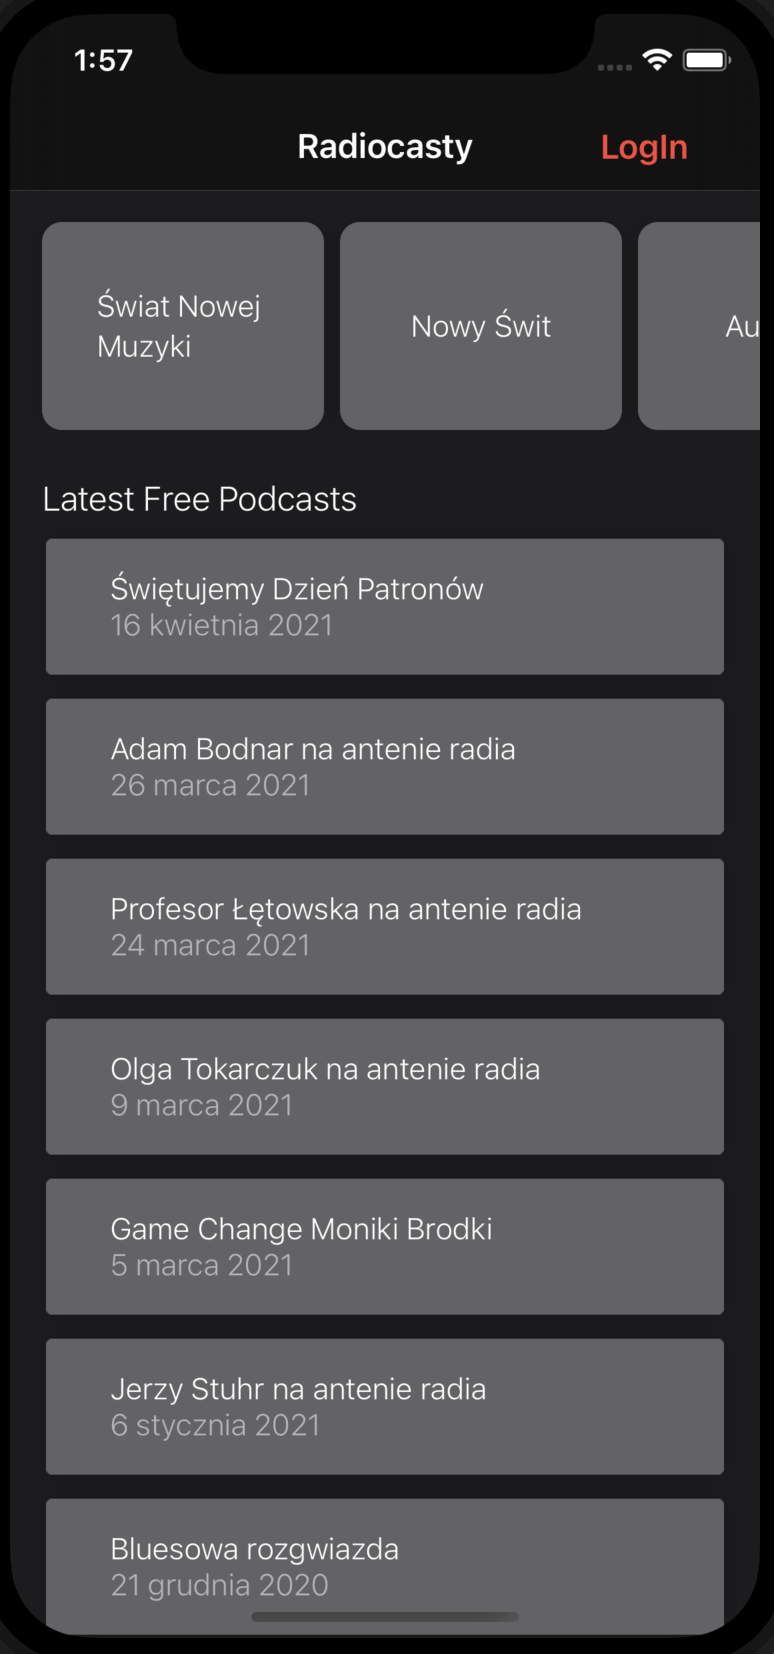 1:57
Radiocasty
LogIn
Świat Nowej
Muzyki
Nowy Świt
Au
Latest Free Podcasts
Świętujemy Dzień Patronów
16 kwietnia 2021
Adam Bodnar na antenie radia
26 marca 2021
Profesor Łętowska na antenie radia
24 marca 2021
Olga Tokarczuk na antenie radia
9 marca 2021
Game Change Moniki Brodki
5 marca 2021
Jerzy Stuhr na antenie radia
6 stycznia 2021
Bluesowa rozgwiazda
21 grudnia 2020